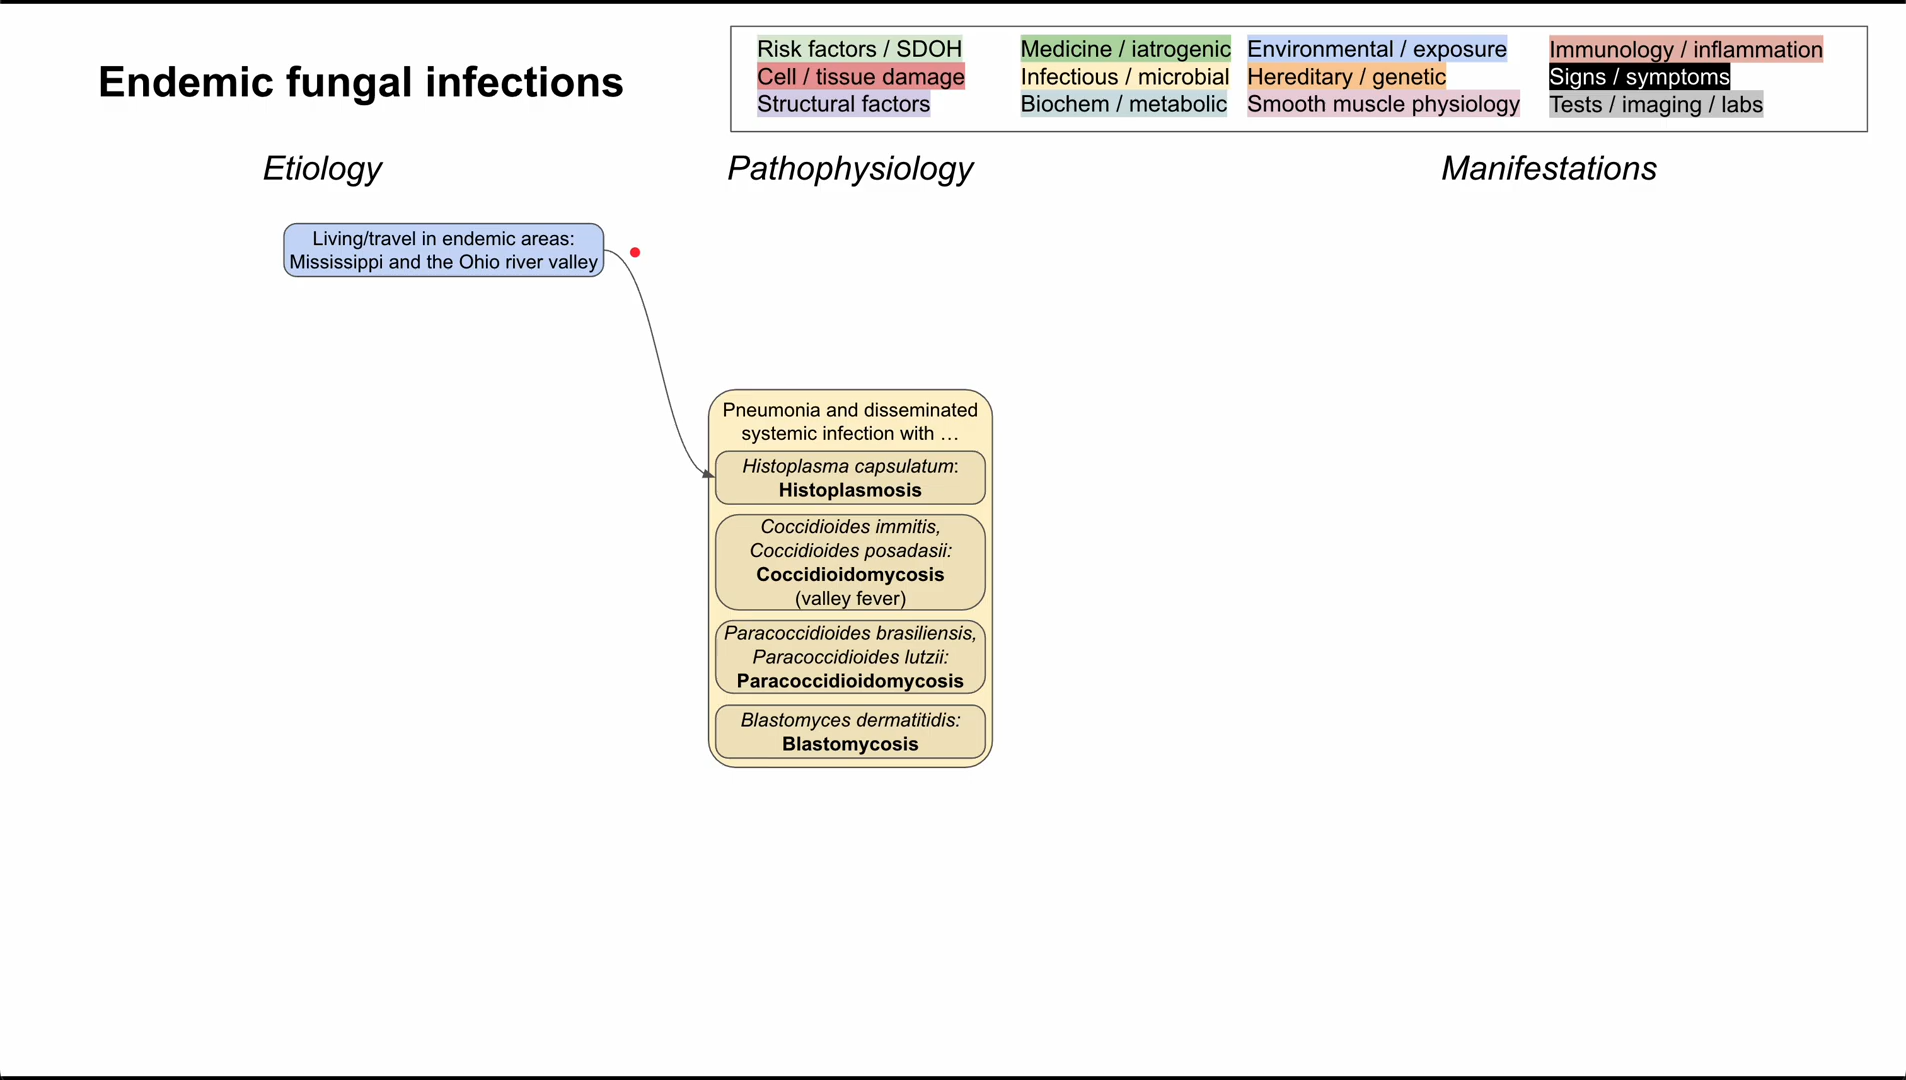 Endemic fungal infections
Risk factors / SDOH
Cell / tissue damage
Structural factors
Medicine / iatrogenic
Infectious / microbial
Biochem / metabolic
Environmental / exposure
Hereditary / genetic
Smooth muscle physiology
Immunology / inflammation
Signs / symptoms
Tests / imaging / labs
Etiology
Pathophysiology
Manifestations
Living/travel in endemic areas:
Mississippi and the Ohio river valley
Pneumonia and disseminated
systemic infection with …
Histoplasma capsulatum:
Histoplasmosis
Coccidioides immitis,
Coccidioides posadasii:
Coccidioidomycosis
(valley fever)
Paracoccidioides brasiliensis,
Paracoccidioides lutzii:
Paracoccidioidomycosis
Blastomyces dermatitidis:
Blastomycosis